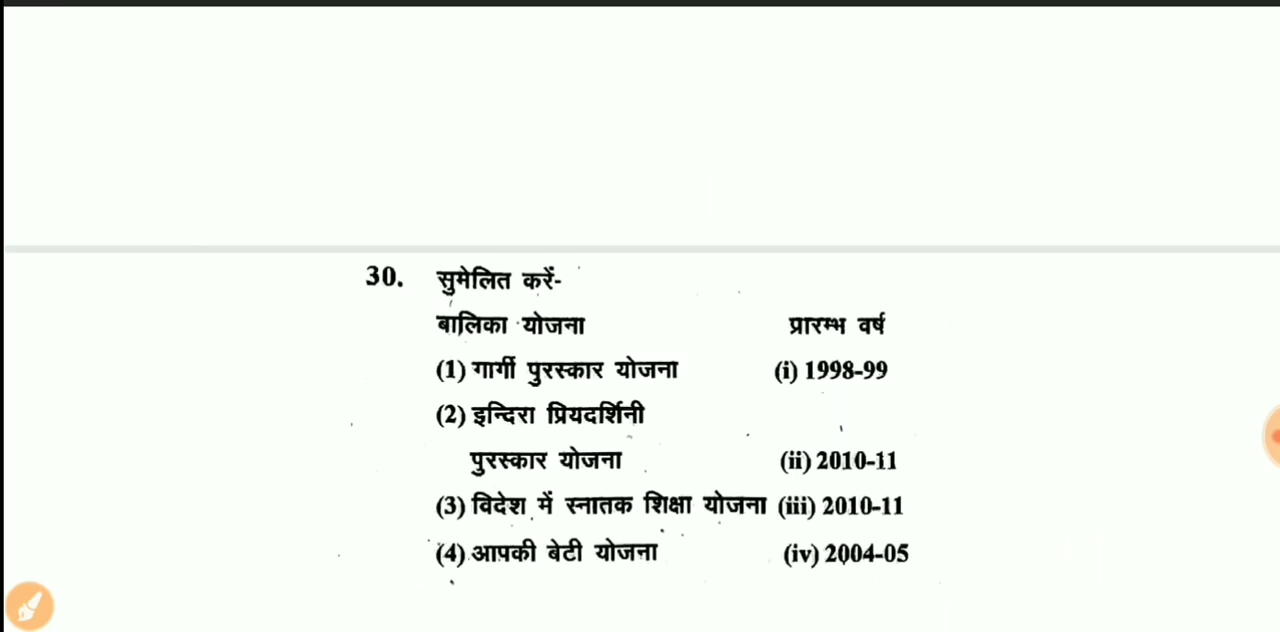 30. सुमेलित करें-
बालिका योजना प्रारम्भ वर्ष
(1) गार्गी पुरस्कार योजना (i) 1998-99
(2) इन्दिरा प्रियदर्शिनी
पुरस्कार योजना (ii) 2010-11
(3) विदेश में स्नातक शिक्षा योजना (iii) 2010-11
(4) आपकी बेटी योजना (iv) 2004-05